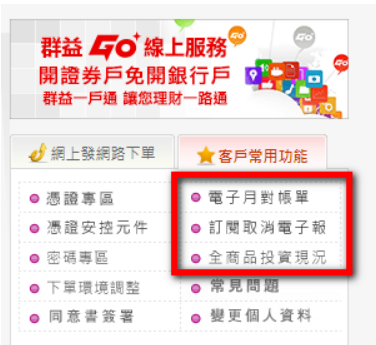 群益 Go⁺ 線上服務
開證券戶免開銀行戶
群益一戶通 讓您理財一路通
網上發網路下單 客戶常用功能
憑證專區 電子月對帳單
憑證安控元件 訂閱取消電子報
密碼專區 全商品投資現況
下單環境調整 常見問題
同意書簽署 變更個人資料